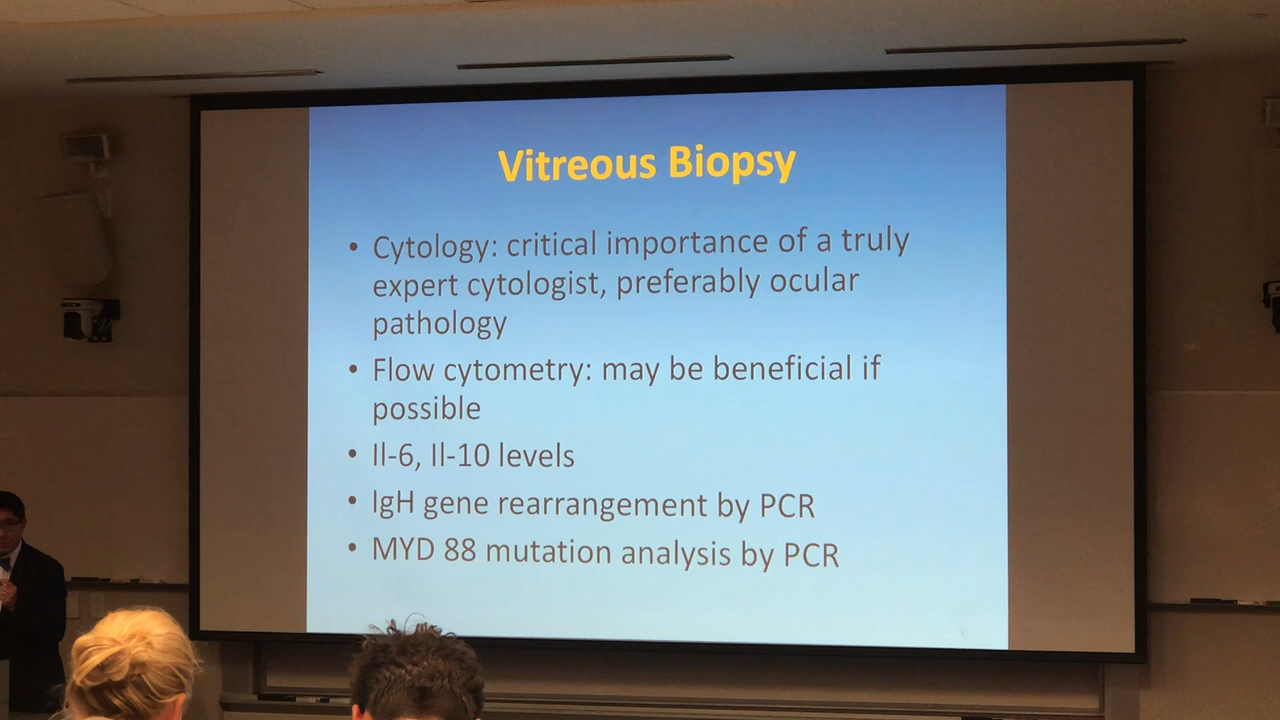 Vitreous Biopsy
• Cytology: critical importance of a truly
expert cytologist, preferably ocular
pathology
• Flow cytometry: may be beneficial if
possible
• Il-6, Il-10 levels
• IgH gene rearrangement by PCR
• MYD 88 mutation analysis by PCR